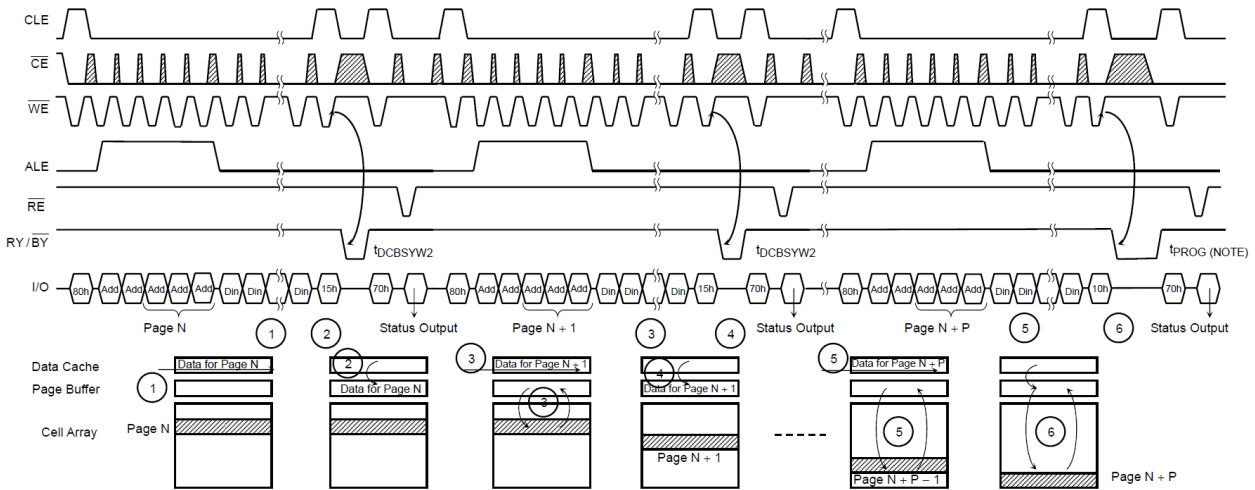 CLE
CE
WE
ALE
RE
RY / BY
tDCBSYW2
tDCBSYW2
tPROG (NOTE)
I/O
80h Add Add Add Add Add Din Din Din 15h 70h 80h Add Add Add Add Add Din Din Din 15h 70h 80h Add Add Add Add Add Din Din Din 10h 70h
Page N
Status Output
Page N + 1
Status Output
Page N + P
Status Output
1 2 3 4 5 6
Data Cache
Data for Page N
2
3
Data for Page N + 1
4
5
Data for Page N + P
Page Buffer
1
Data for Page N
Data for Page N + 1
3
Cell Array
Page N
5
6
Page N + 1
Page N + P − 1
Page N + P